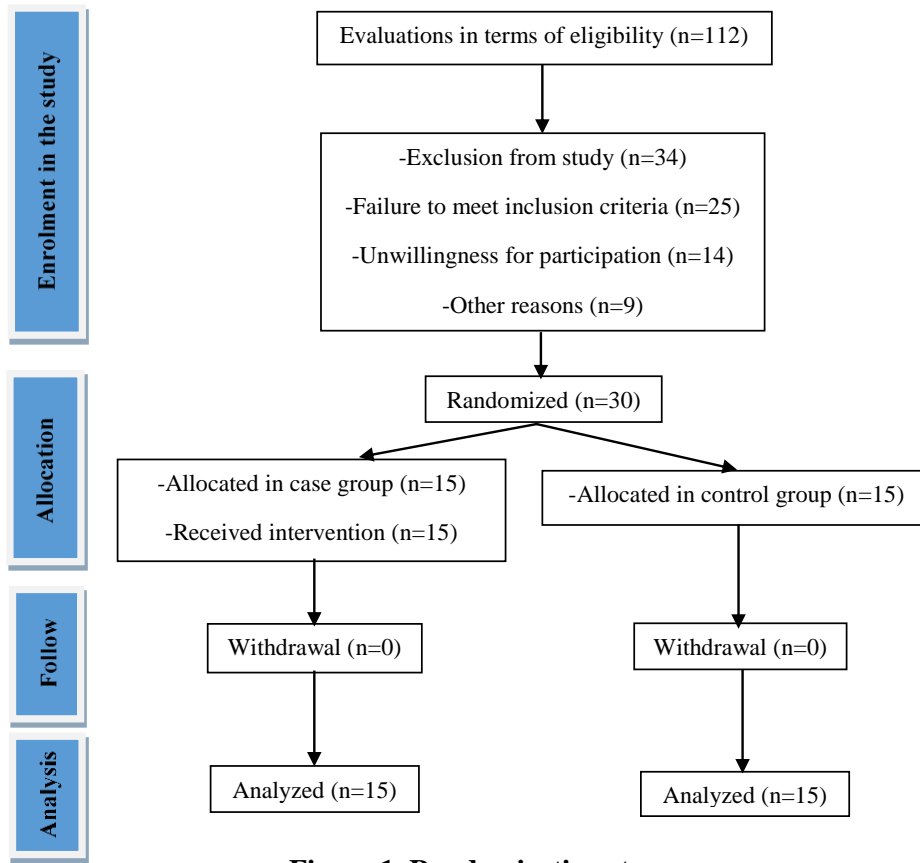 Enrolment in the study
Evaluations in terms of eligibility (n=112)
-Exclusion from study (n=34)
-Failure to meet inclusion criteria (n=25)
-Unwillingness for participation (n=14)
-Other reasons (n=9)
Allocation
Randomized (n=30)
-Allocated in case group (n=15)
-Received intervention (n=15)
-Allocated in control group (n=15)
Follow
Withdrawal (n=0)
Withdrawal (n=0)
Analysis
Analyzed (n=15)
Analyzed (n=15)